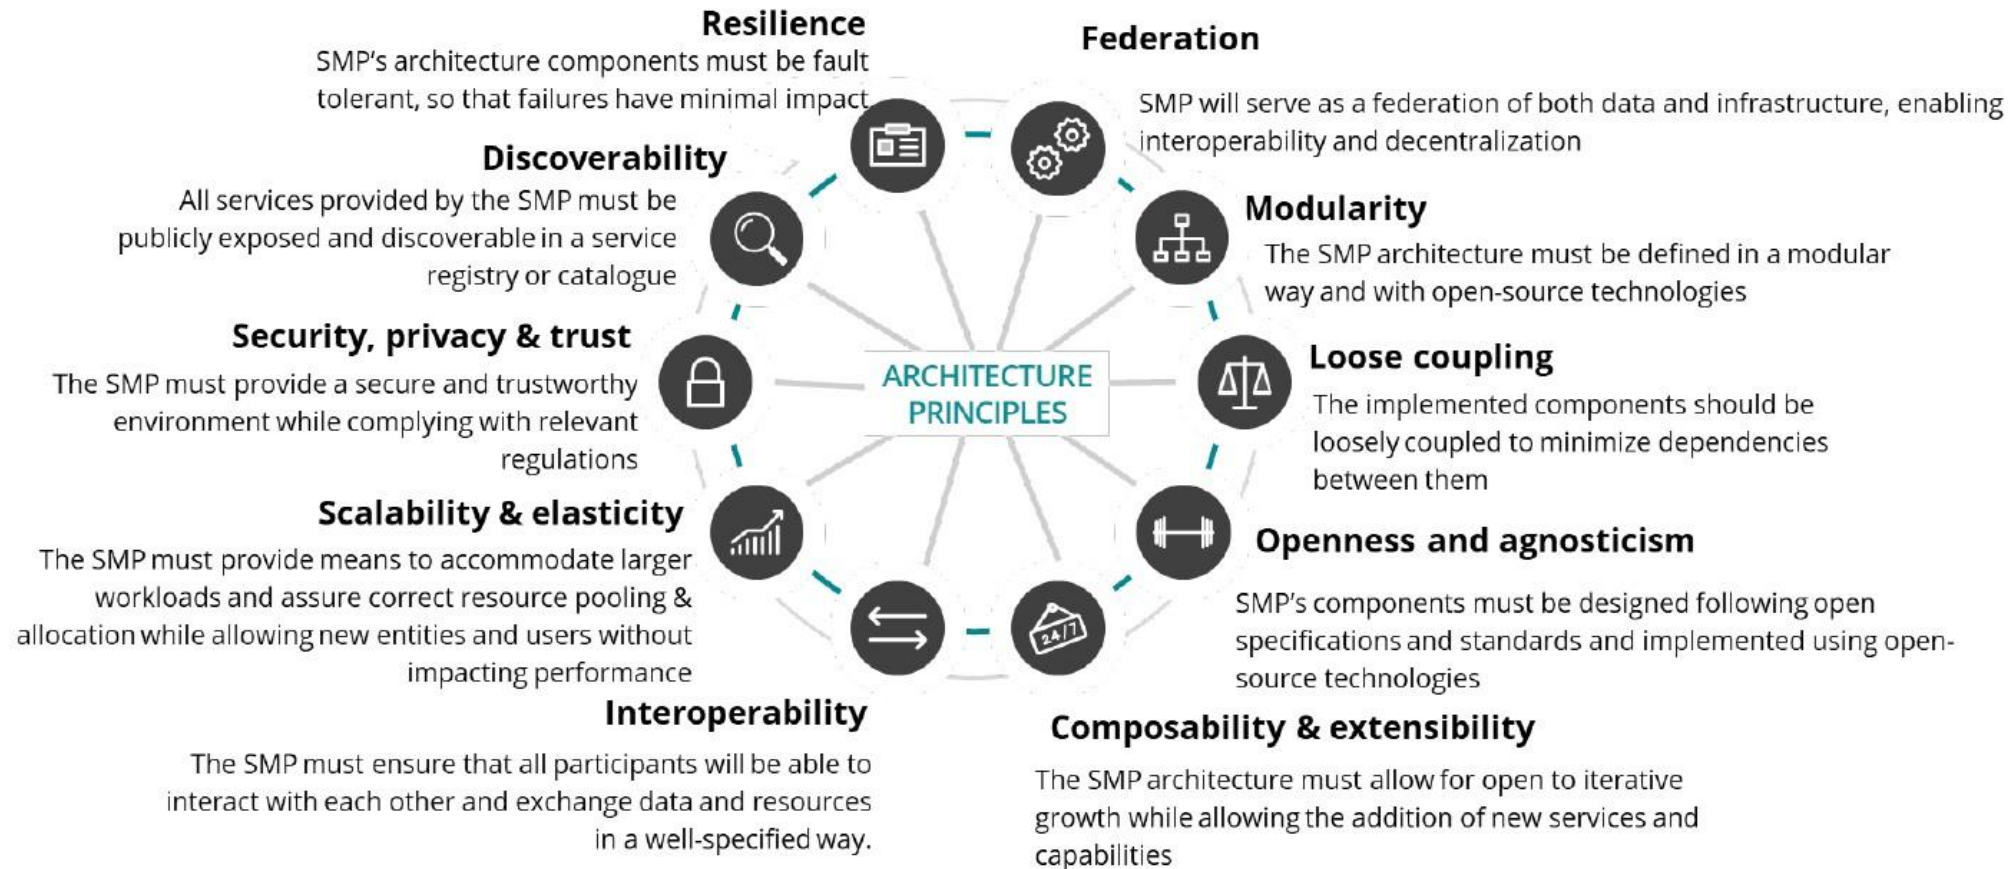 Resilience
SMP's architecture components must be fault
tolerant, so that failures have minimal impact
Federation
SMP will serve as a federation of both data and infrastructure, enabling
interoperability and decentralization
Discoverability
All services provided by the SMP must be
publicly exposed and discoverable in a service
registry or catalogue
Modularity
The SMP architecture must be defined in a modular
way and with open-source technologies
Security, privacy & trust
The SMP must provide a secure and trustworthy
environment while complying with relevant
regulations
ARCHITECTURE
PRINCIPLES
Loose coupling
The implemented components should be
loosely coupled to minimize dependencies
between them
Scalability & elasticity
The SMP must provide means to accommodate larger
workloads and assure correct resource pooling &
allocation while allowing new entities and users without
impacting performance
Openness and agnosticism
SMP's components must be designed following open
specifications and standards and implemented using open-
source technologies
24/7
Interoperability
The SMP must ensure that all participants will be able to
interact with each other and exchange data and resources
in a well-specified way.
Composability & extensibility
The SMP architecture must allow for open to iterative
growth while allowing the addition of new services and
capabilities